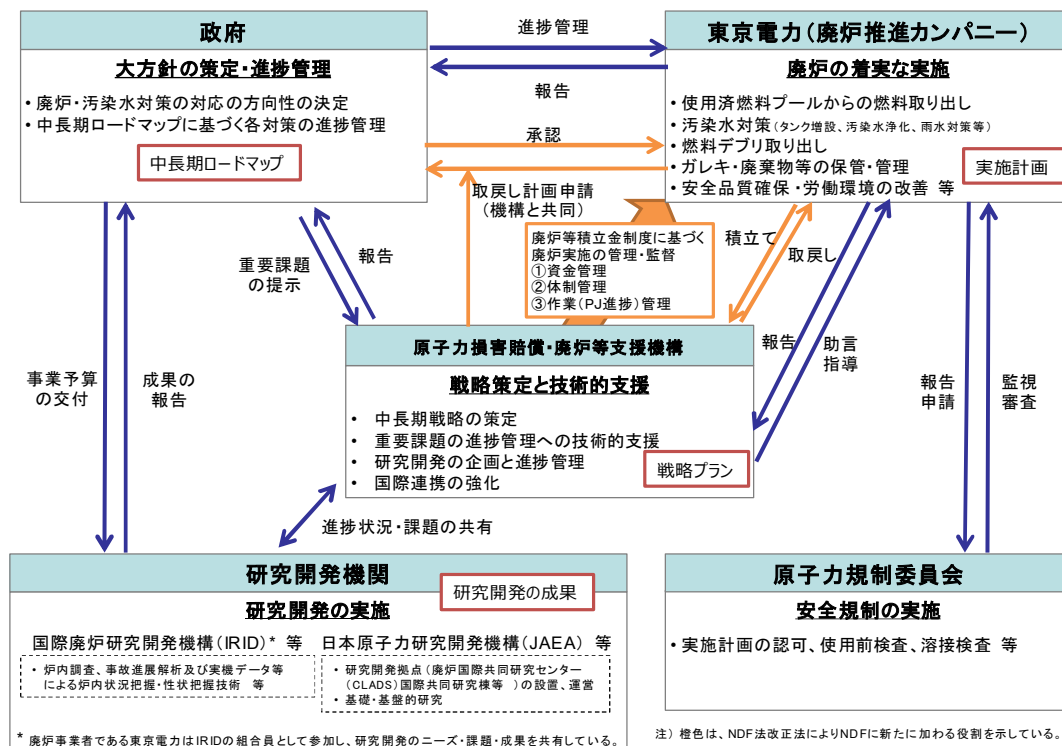 政府
大方針の策定・進捗管理
・廃炉・汚染水対策の対応の方向性の決定
・中長期ロードマップに基づく各対策の進捗管理
中長期ロードマップ
進捗管理
報告
承認
取戻し計画申請
（機構と共同）
東京電力（廃炉推進カンパニー）
廃炉の着実な実施
・使用済燃料プールからの燃料取り出し
・汚染水対策（タンク増設、汚染水浄化、雨水対策等）
・燃料デブリ取り出し
・ガレキ・廃棄物等の保管・管理
・安全品質確保・労働環境の改善 等
実施計画
廃炉等積立金制度に基づく
廃炉実施の管理・監督
①資金管理
②体制管理
③作業（PJ進捗）管理
積立て
取戻し
重要課題
の提示
報告
原子力損害賠償・廃炉等支援機構
戦略策定と技術的支援
・ 中長期戦略の策定
・ 重要課題の進捗管理への技術的支援
・ 研究開発の企画と進捗管理
・ 国際連携の強化
戦略プラン
報告
助言
指導
事業予算
の交付
成果の
報告
報告
申請
監視
審査
進捗状況・課題の共有
研究開発機関
研究開発の実施
研究開発の成果
国際廃炉研究開発機構（IRID）* 等
・ 炉内調査、事故進展解析及び実機データ等
による炉内状況把握・性状把握技術 等
日本原子力研究開発機構（JAEA）等
・ 研究開発拠点（廃炉国際共同研究センター
（CLADS）国際共同研究棟等 ）の設置、運営
・ 基礎・基盤的研究
* 廃炉事業者である東京電力はIRIDの組合員として参加し、研究開発のニーズ・課題・成果を共有している。
原子力規制委員会
安全規制の実施
・実施計画の認可、使用前検査、溶接検査 等
注）橙色は、NDF法改正法によりNDFに新たに加わる役割を示している。